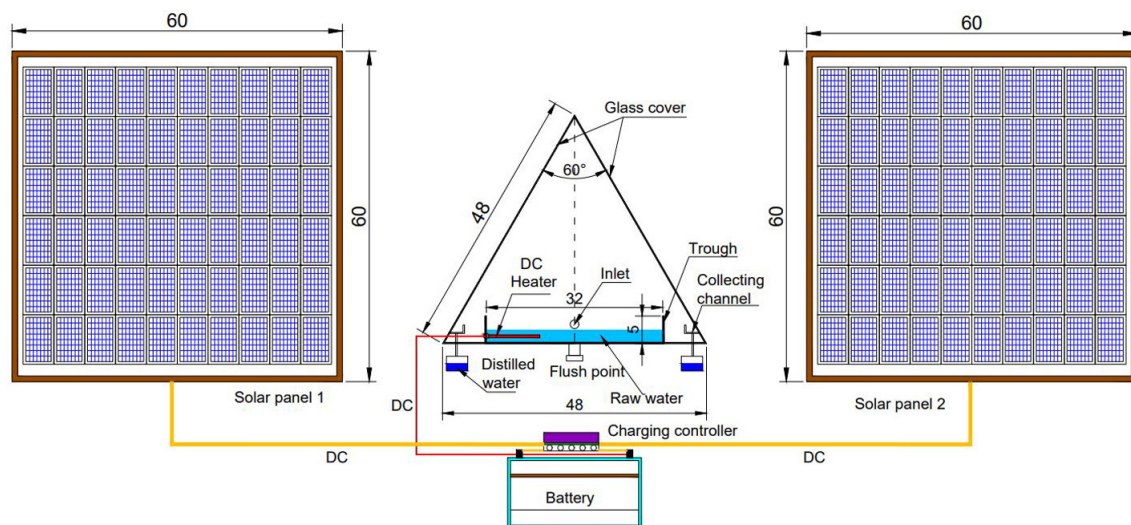 60
60
Glass cover
60°
48
60
60
DC
Heater
Inlet
Trough
Collecting
channel
32
5
Distilled
water
Flush point
Raw water
Solar panel 1
DC
48
Solar panel 2
Charging controller
DC
DC
Battery